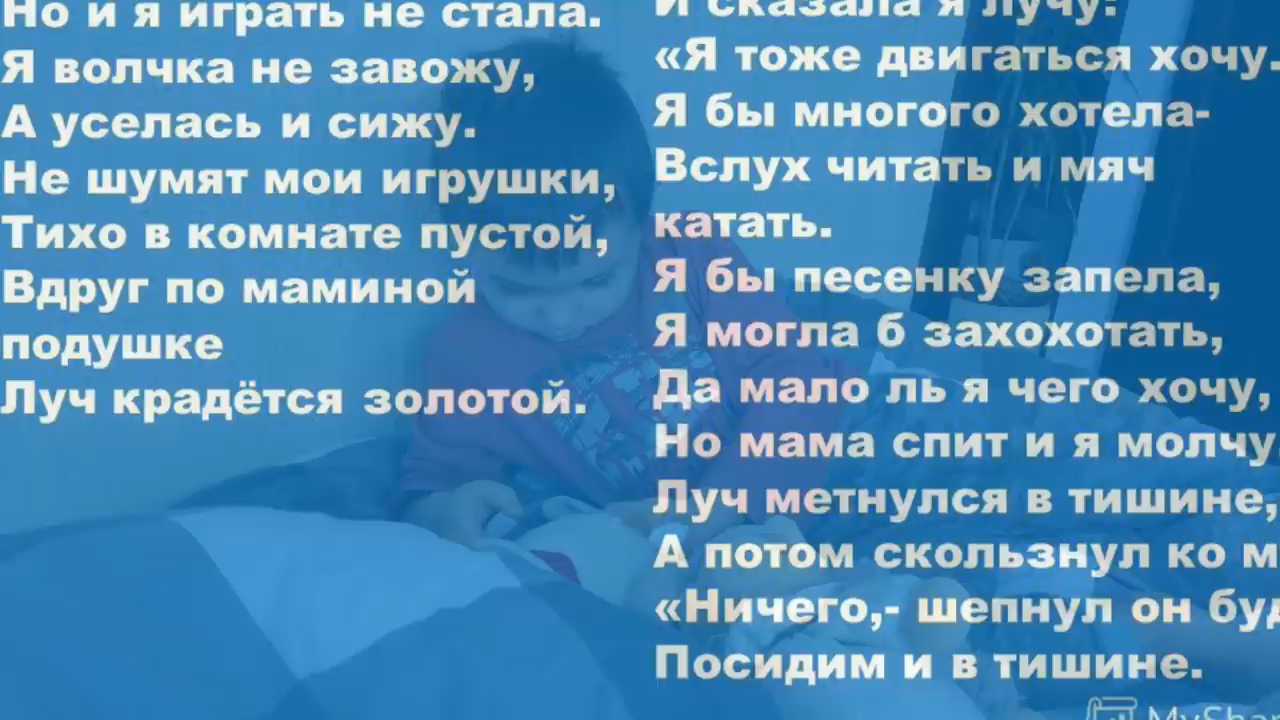 Но и я играть не стала.
Я волчка не завожу,
А уселась и сижу.
Не шумят мои игрушки,
Тихо в комнате пустой,
Вдруг по маминой
подушке
Луч крадётся золотой.
И сказала я лучу:
«Я тоже двигаться хочу.
Я бы многого хотела-
Вслух читать и мяч
катать.
Я бы песенку запела,
Я могла б захохотать,
Да мало ль я чего хочу,
Но мама спит и я молчу.
Луч метнулся в тишине,
А потом скользнул ко
«Ничего,- шепнул он
Посидим и в тишине.